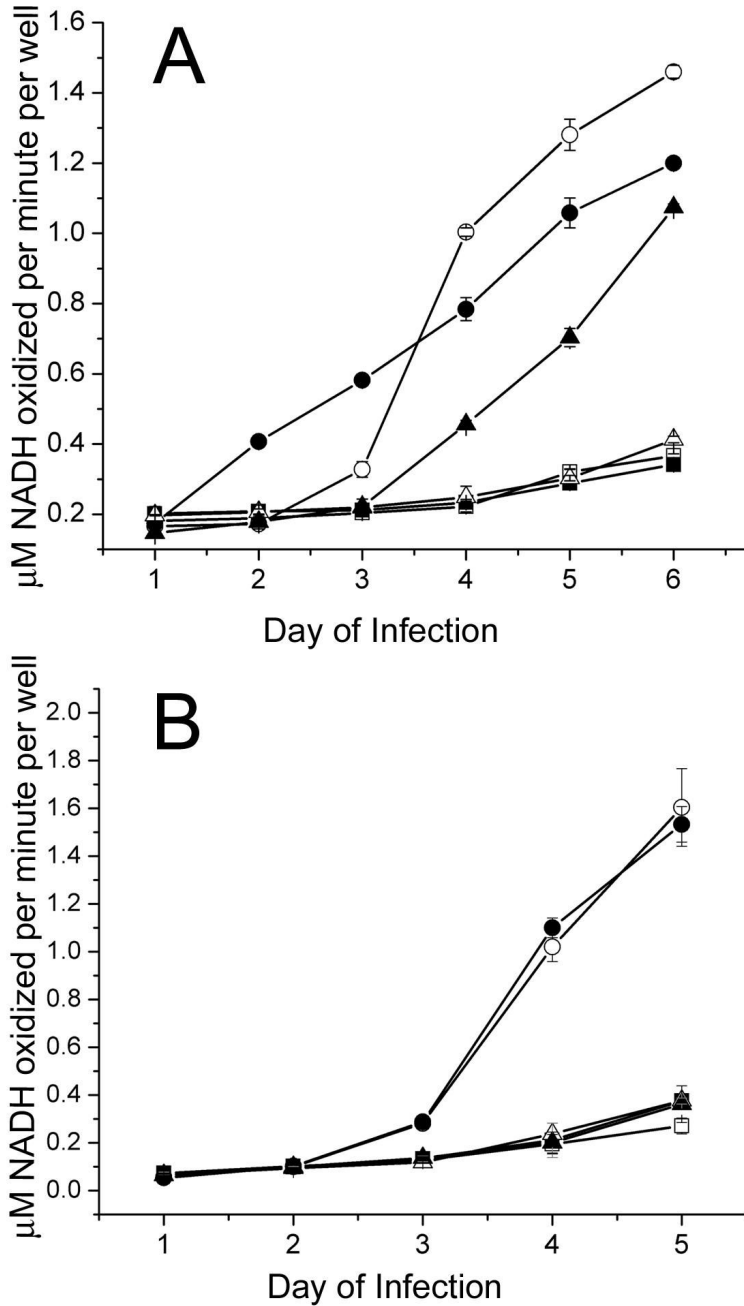 A
μM NADH oxidized per minute per well
1.6
1.4
1.2
1.0
0.8
0.6
0.4
0.2
1 2 3 4 5 6
Day of Infection
B
μM NADH oxidized per minute per well
2.0
1.8
1.6
1.4
1.2
1.0
0.8
0.6
0.4
0.2
0.0
1 2 3 4 5
Day of Infection